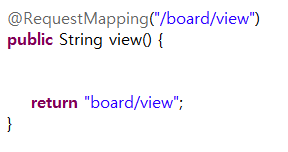 @RequestMapping("/board/view")
public String view() {
return "board/view";
}